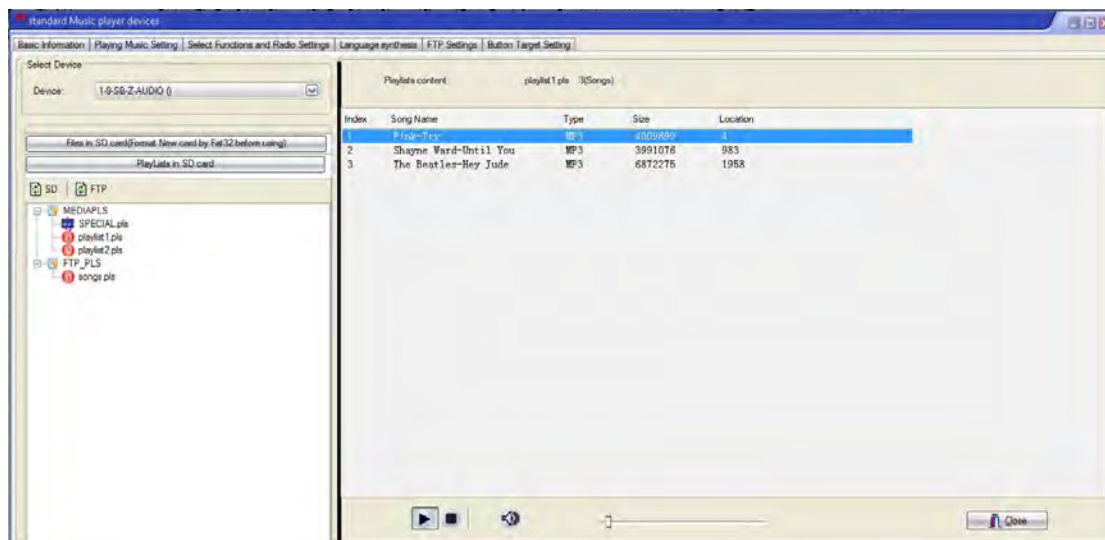 standard Music player devices
Basic Information Playing Music Setting Select Functions and Radio Settings Language synthesis FTP Settings Button Target Setting
Select Device
Device: 1-9-SB-Z-AUDIO ()
Files in SD card(Format New card by Fat32 before using)
PlayLists in SD card
SD FTP
MEDIAPLS
SPECIAL.pls
playlist1.pls
playlist2.pls
FTP_PLS
songs.pls
Playlists content: playlist1.pls 3(Songs)
Index Song Name Type Size Location
1 Pink-Try MP3 4
2 Shayne Ward-Until You MP3 3991076 983
3 The Beatles-Hey Jude MP3 6872275 1958
Close